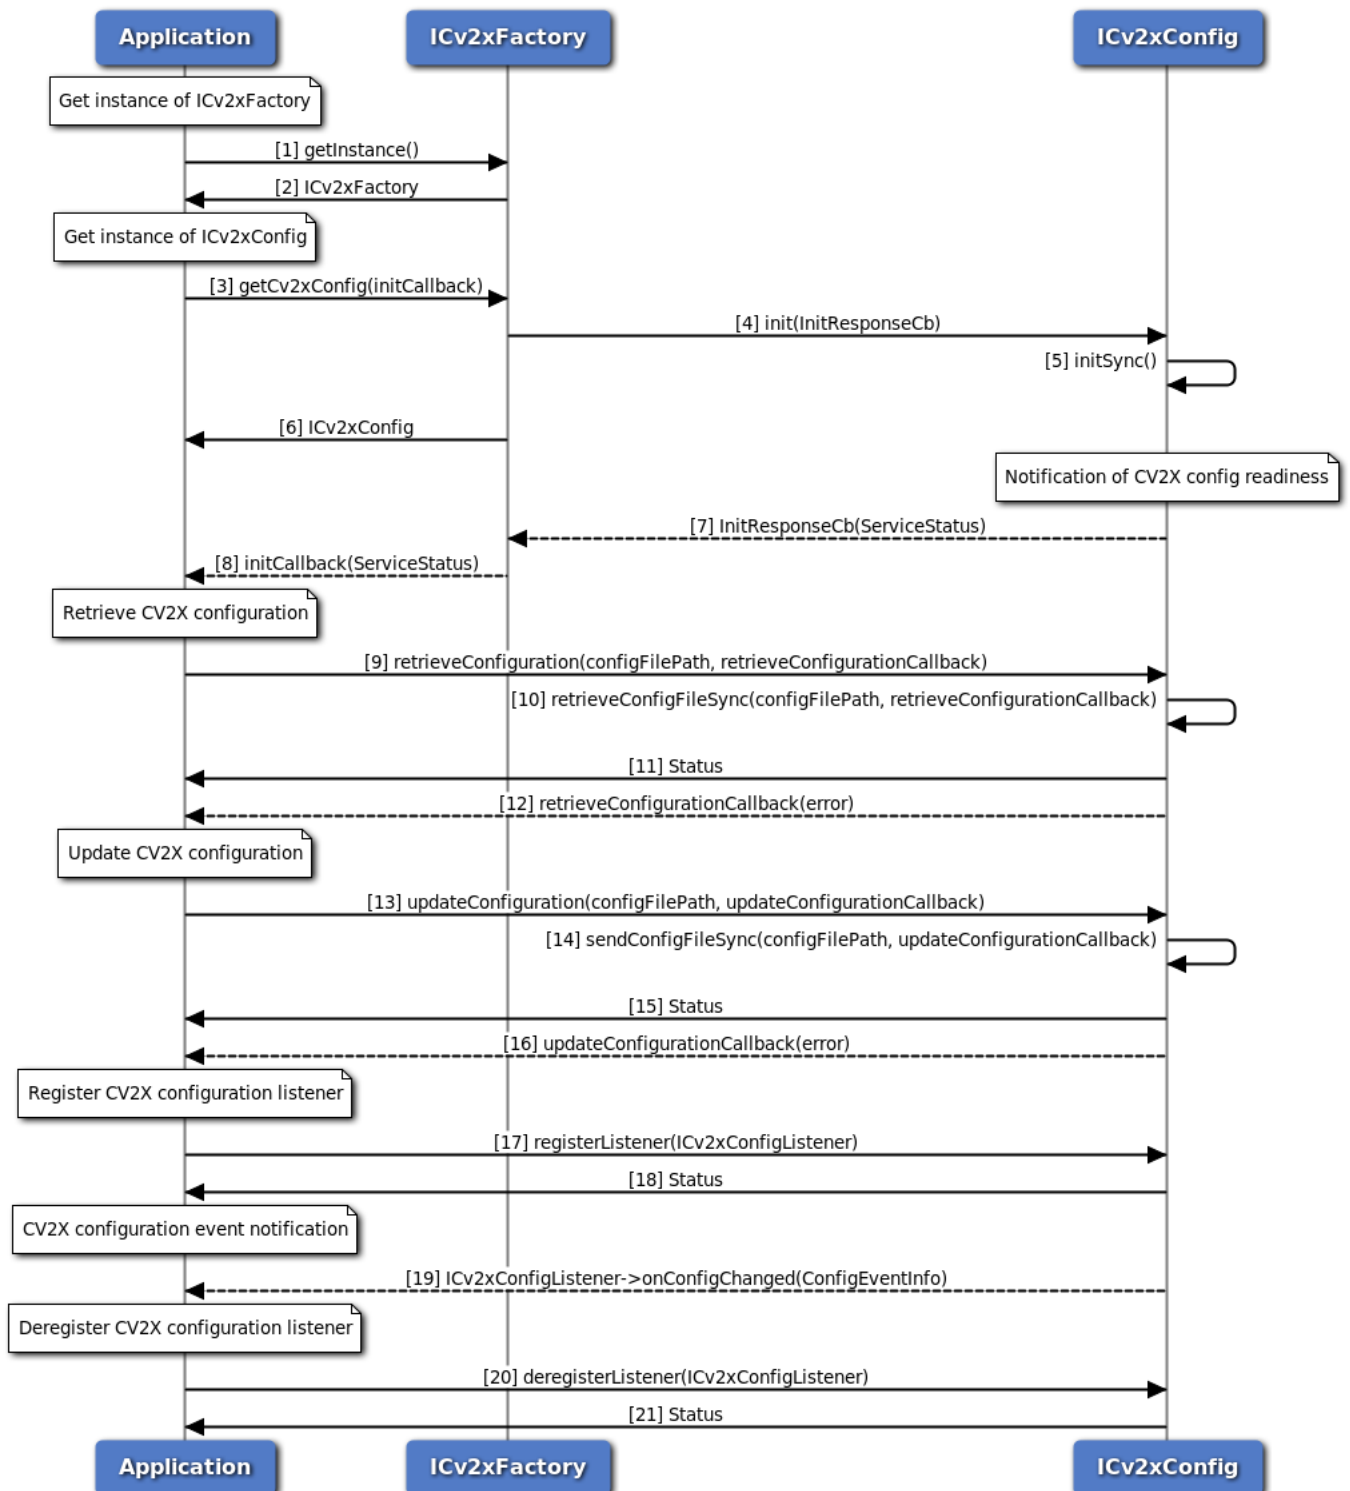 Application
ICv2xFactory
ICv2xConfig
Get instance of ICv2xFactory
[1] getInstance()
[2] ICv2xFactory
Get instance of ICv2xConfig
[3] getCv2xConfig(initCallback)
[4] init(InitResponseCb)
[5] initSync()
[6] ICv2xConfig
Notification of CV2X config readiness
[7] InitResponseCb(ServiceStatus)
[8] initCallback(ServiceStatus)
Retrieve CV2X configuration
[9] retrieveConfiguration(configFilePath, retrieveConfigurationCallback)
[10] retrieveConfigFileSync(configFilePath, retrieveConfigurationCallback)
[11] Status
[12] retrieveConfigurationCallback(error)
Update CV2X configuration
[13] updateConfiguration(configFilePath, updateConfigurationCallback)
[14] sendConfigFileSync(configFilePath, updateConfigurationCallback)
[15] Status
[16] updateConfigurationCallback(error)
Register CV2X configuration listener
[17] registerListener(ICv2xConfigListener)
[18] Status
CV2X configuration event notification
[19] ICv2xConfigListener->onConfigChanged(ConfigEventInfo)
Deregister CV2X configuration listener
[20] deregisterListener(ICv2xConfigListener)
[21] Status
Application
ICv2xFactory
ICv2xConfig